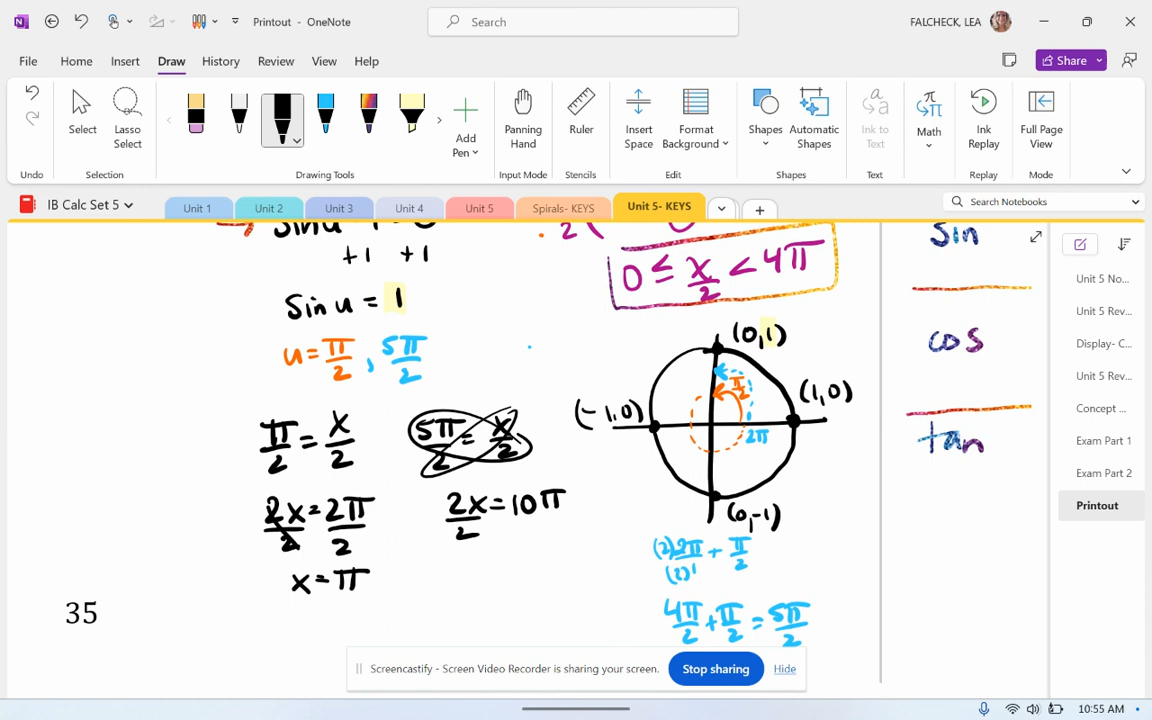 Printout - OneNote
Search
FALCHECK, LEA
File Home Insert Draw History Review View Help
Share
Undo
Select
Lasso Select
Add Pen
Panning Hand
Ruler
Insert Space
Format Background
Shapes
Automatic Shapes
Ink to Text
Math
Ink Replay
Full Page View
Selection
Drawing Tools
Input Mode
Stencils
Edit
Shapes
Text
Math
Replay
Mode
IB Calc Set 5
Unit 1
Unit 2
Unit 3
Unit 4
Unit 5
Spirals- KEYS
Unit 5- KEYS
Search Notebooks
+1 +1
0 ≤ x/2 < 4π
sin u = 1
u = π/2, 5π/2
π/2 = x/2
5π/2 = x/2
2x/2 = 2π/2
2x/2 = 10π
x = π
35
(0,1)
(1,0)
(-1,0)
(0,-1)
π/2
2π
(2)2π/(2)1 + π/2
4π/2 + π/2 = 5π/2
sin
cos
tan
Unit 5 No...
Unit 5 Rev...
Display- C...
Unit 5 Rev...
Concept ...
Exam Part 1
Exam Part 2
Printout
Screencastify - Screen Video Recorder is sharing your screen.
Stop sharing
Hide
10:55 AM